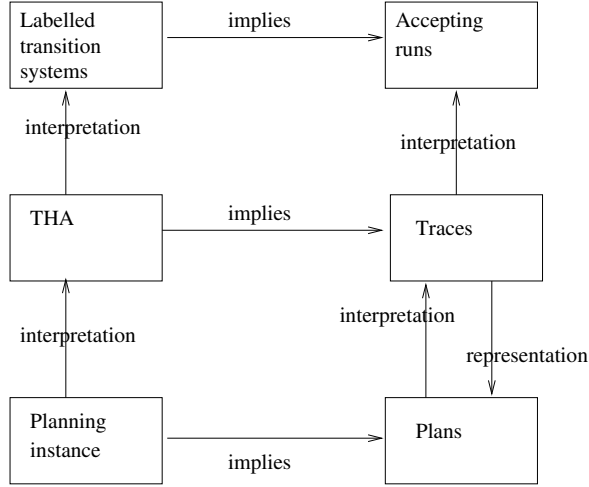 Labelled
transition
systems
implies
Accepting
runs
interpretation
interpretation
THA
implies
Traces
interpretation
interpretation
representation
Planning
instance
implies
Plans